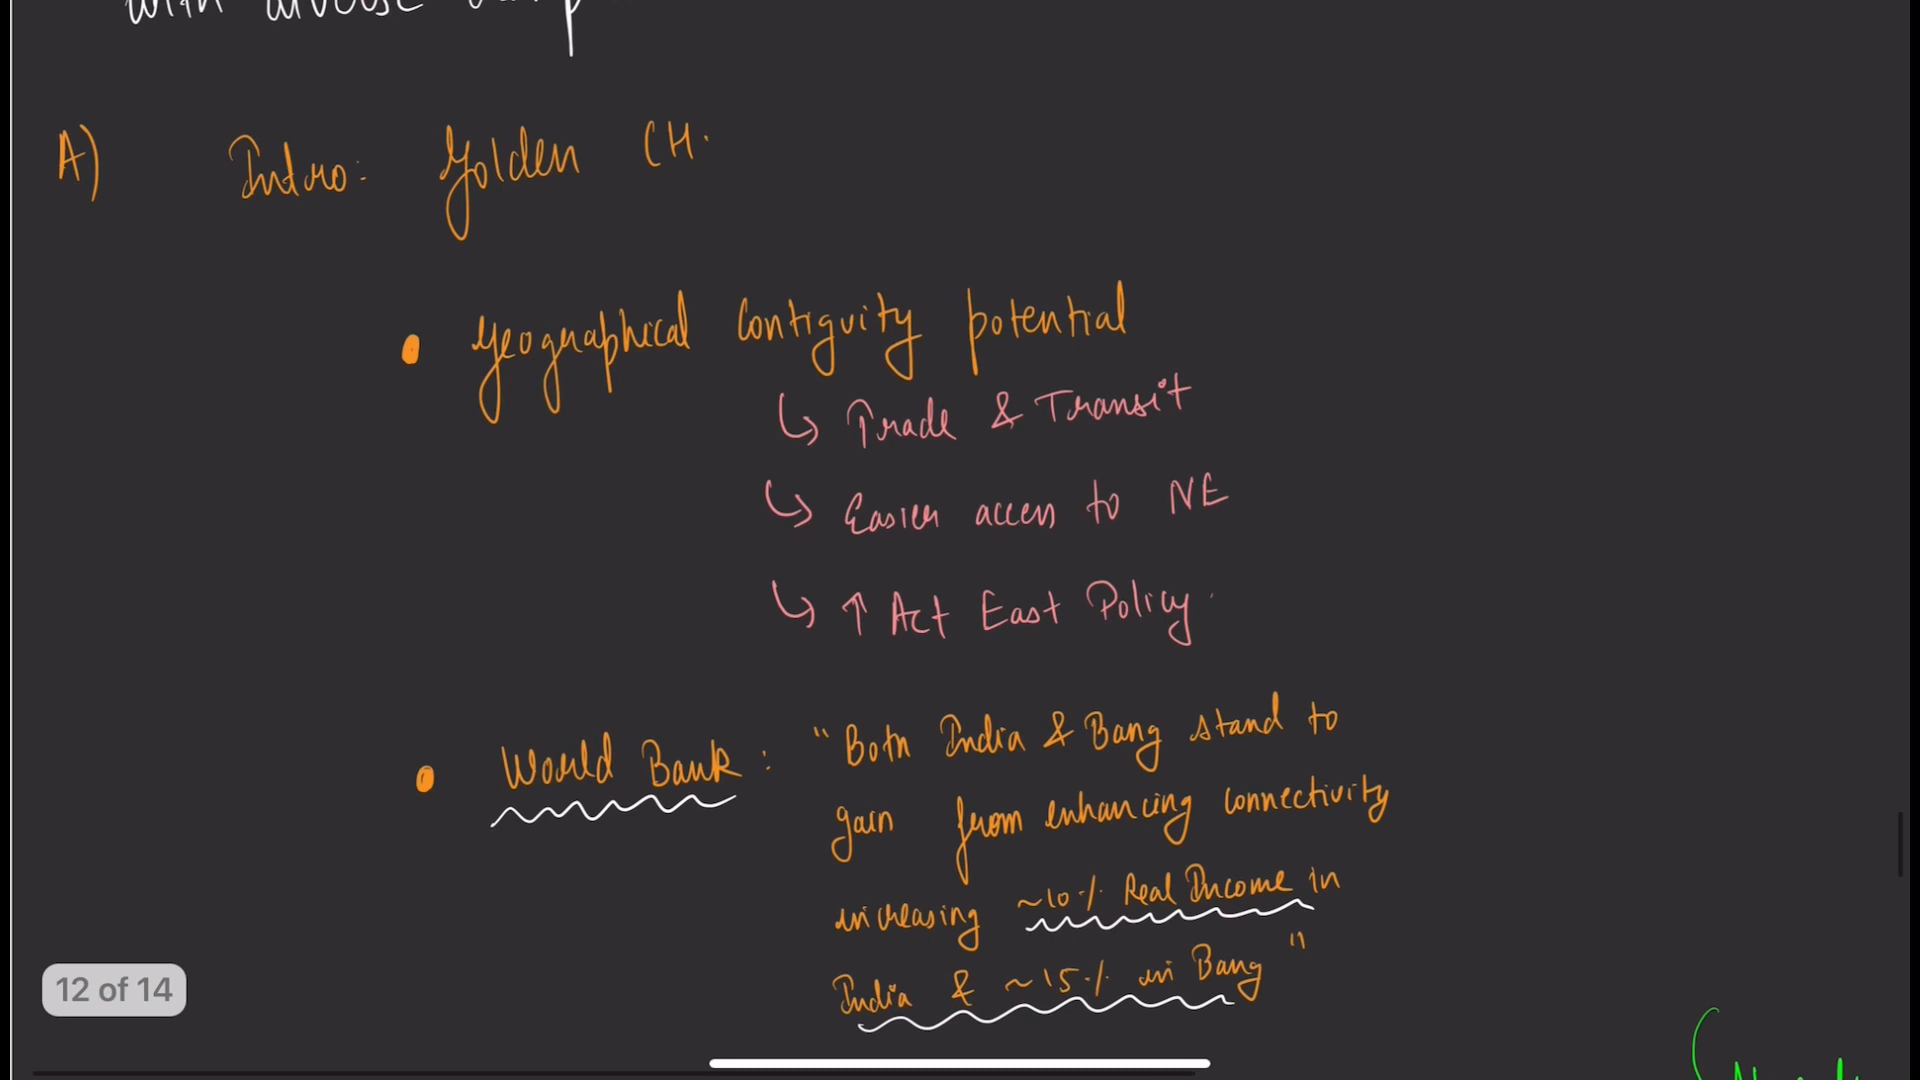 with diverse
A) Intro: Golden CH.
• Geographical Contiguity potential
↳ Trade & Transit
↳ Easier access to NE
↳ ↑ Act East Policy.
• World Bank: "Both India & Bang stand to
gain from enhancing connectivity
increasing ~10% Real Income in
India & ~15% in Bang"
12 of 14